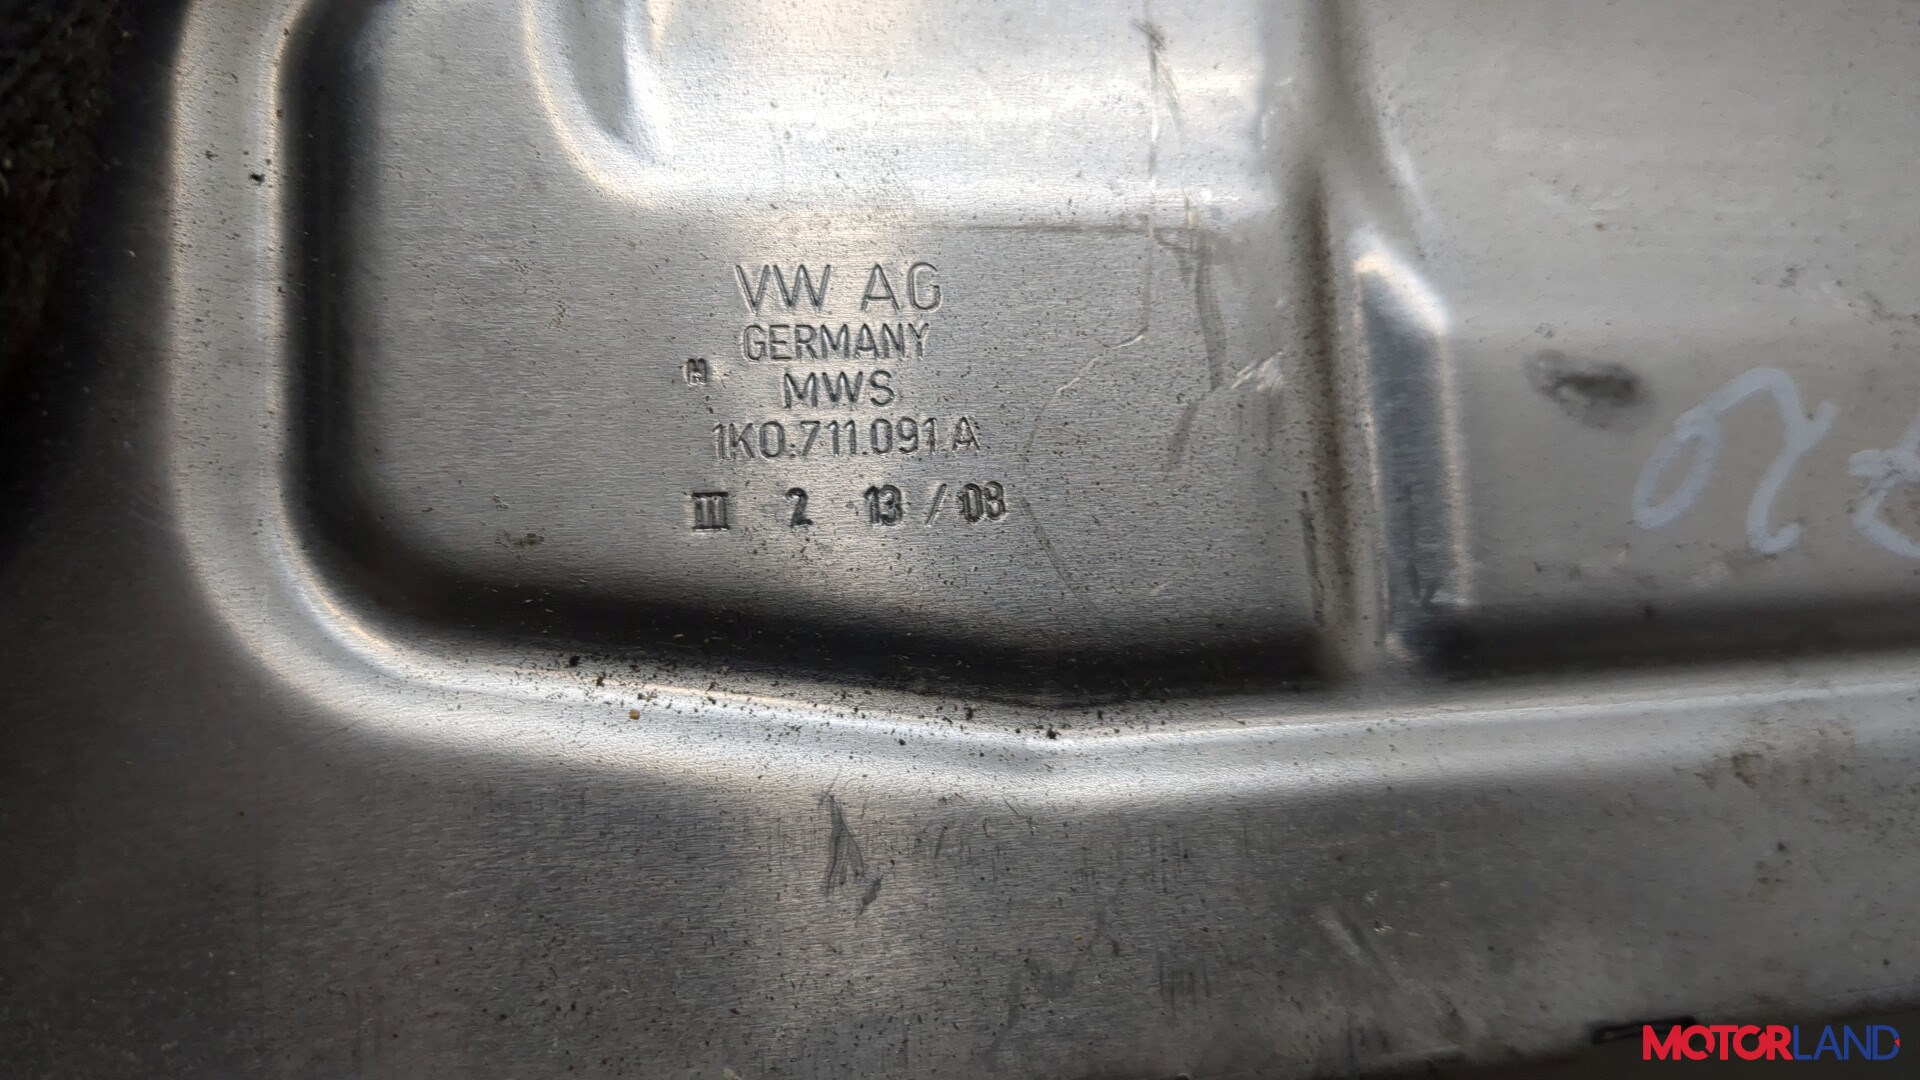 VW AG
GERMANY
H
MWS
1K0.711.091.A
III 2 13 / 08
MOTORLAND